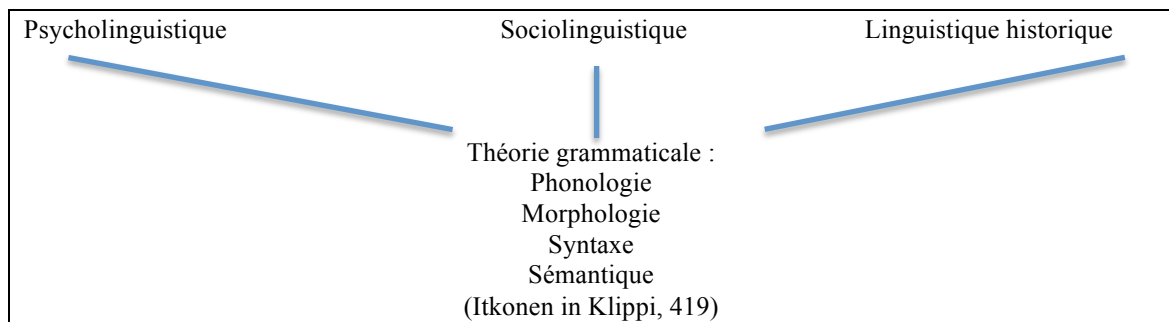 Psycholinguistique Sociolinguistique Linguistique historique
Théorie grammaticale :
Phonologie
Morphologie
Syntaxe
Sémantique
(Itkonen in Klippi, 419)